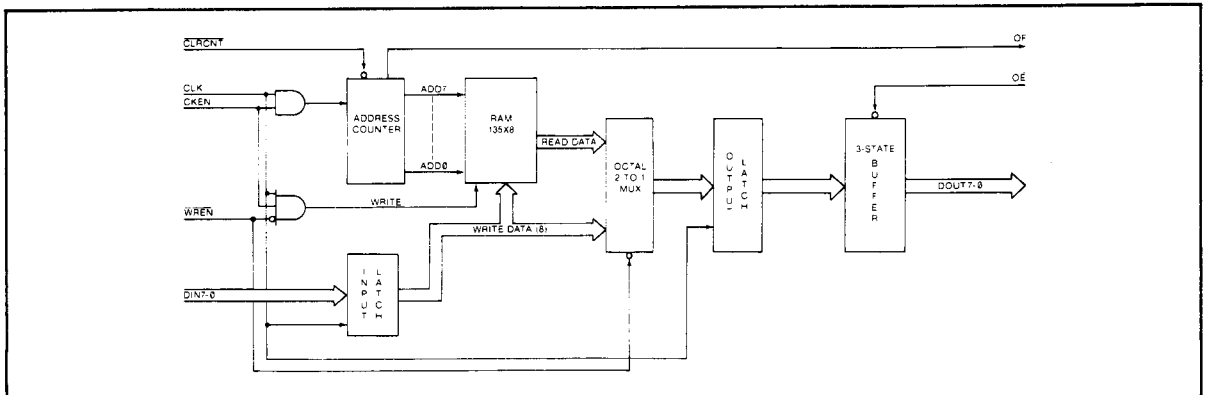 CLRCNT
OF
CLK
CKEN
OE
ADD7
ADDRESS
COUNTER
ADD0
RAM
135X8
READ DATA
OCTAL
2 TO 1
MUX
OUTPUT
LATCH
3-STATE
BUFFER
DOUT7-0
WREN
WRITE
WRITE DATA (8)
DIN7-0
INPUT
LATCH